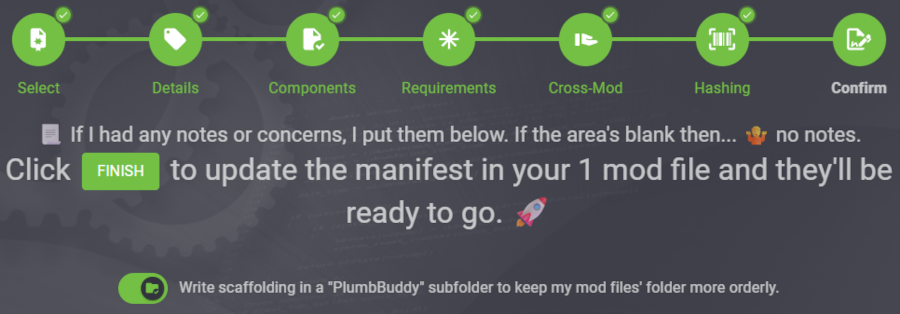 Select
Details
Components
Requirements
Cross-Mod
Hashing
Confirm
If I had any notes or concerns, I put them below. If the area's blank then... no notes.
Click FINISH to update the manifest in your 1 mod file and they'll be
ready to go.
Write scaffolding in a "PlumbBuddy" subfolder to keep my mod files' folder more orderly.